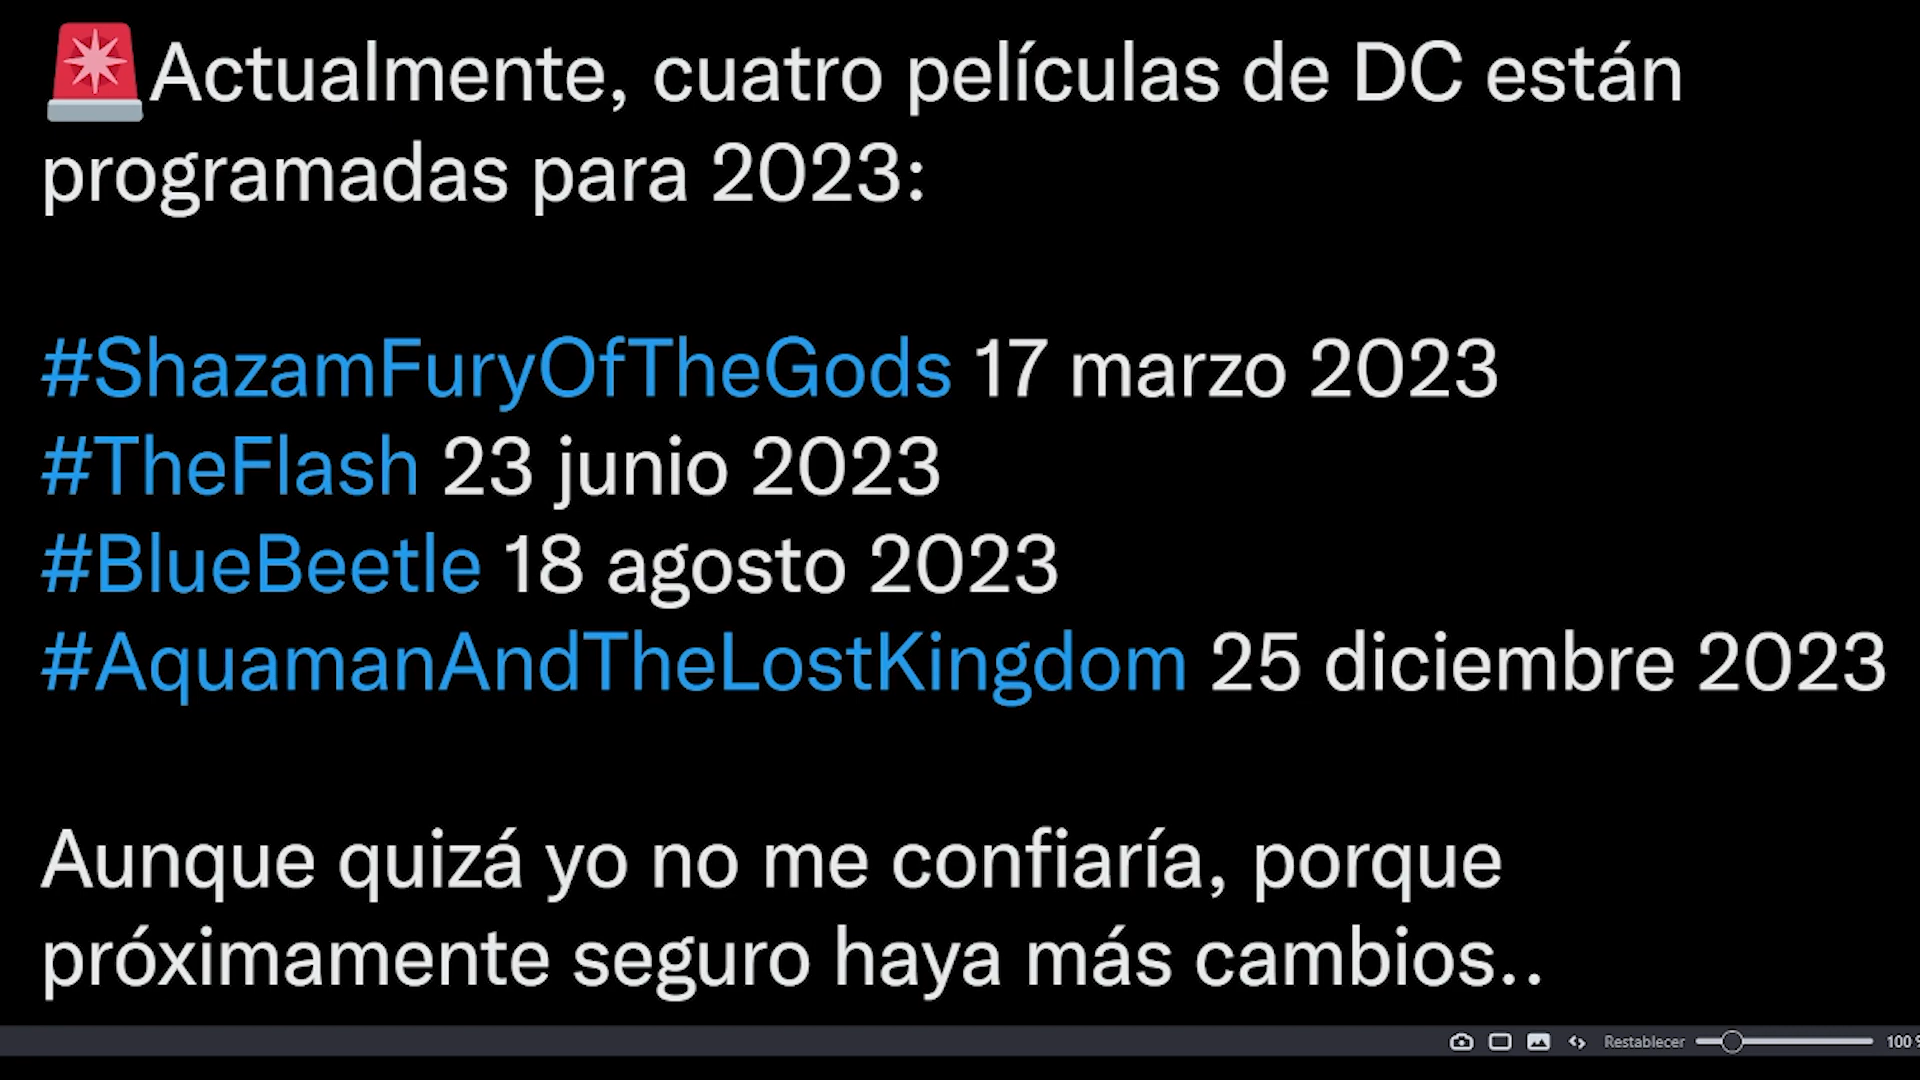 🚨Actualmente, cuatro películas de DC están
programadas para 2023:
#ShazamFuryOfTheGods 17 marzo 2023
#TheFlash 23 junio 2023
#BlueBeetle 18 agosto 2023
#AquamanAndTheLostKingdom 25 diciembre 2023
Aunque quizá yo no me confiaría, porque
próximamente seguro haya más cambios..
Restablecer 100 %